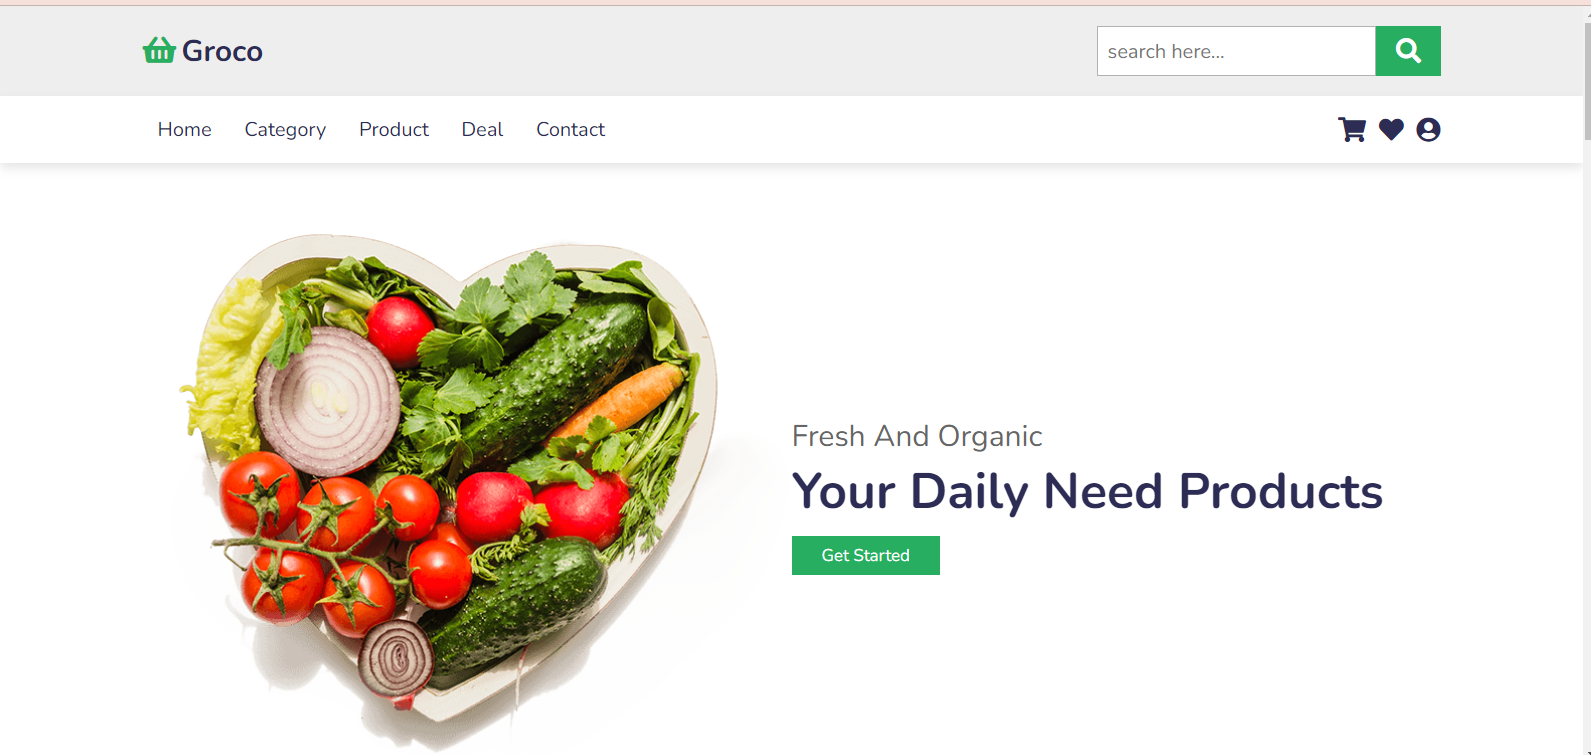 Groco
search here...
Home Category Product Deal Contact
Fresh And Organic
Your Daily Need Products
Get Started